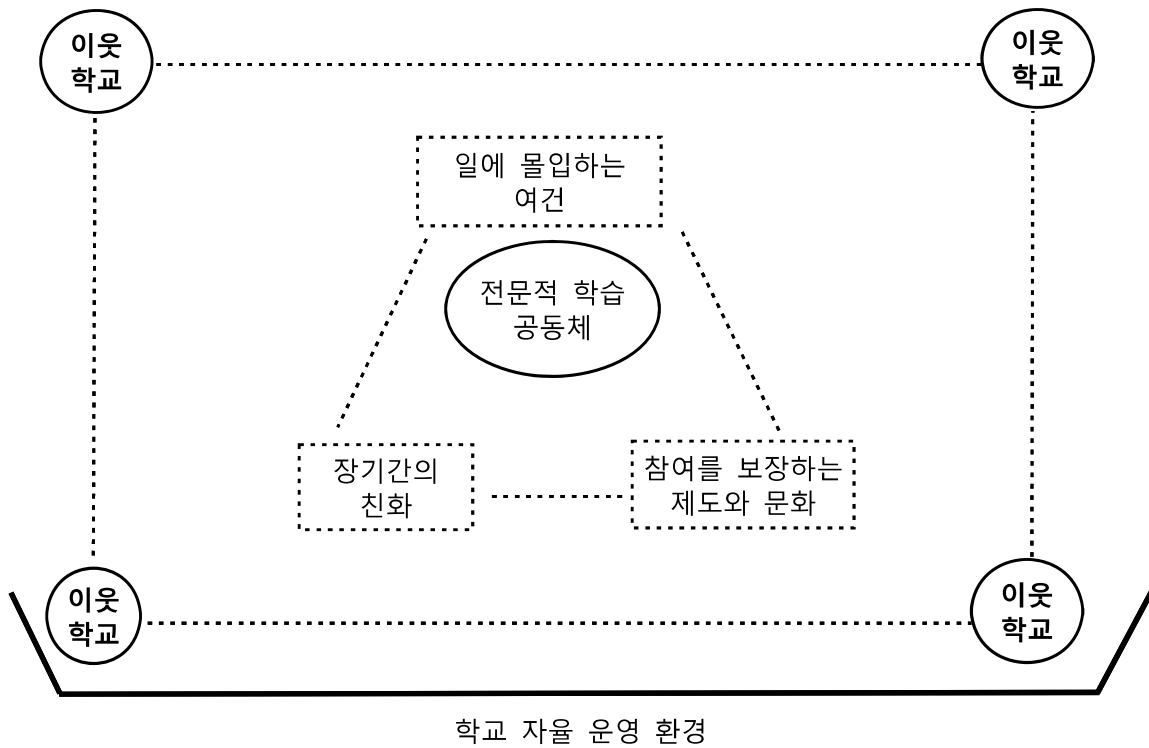 이웃
학교
이웃
학교
일에 몰입하는
여건
전문적 학습
공동체
장기간의
친화
참여를 보장하는
제도와 문화
이웃
학교
이웃
학교
학교 자율 운영 환경